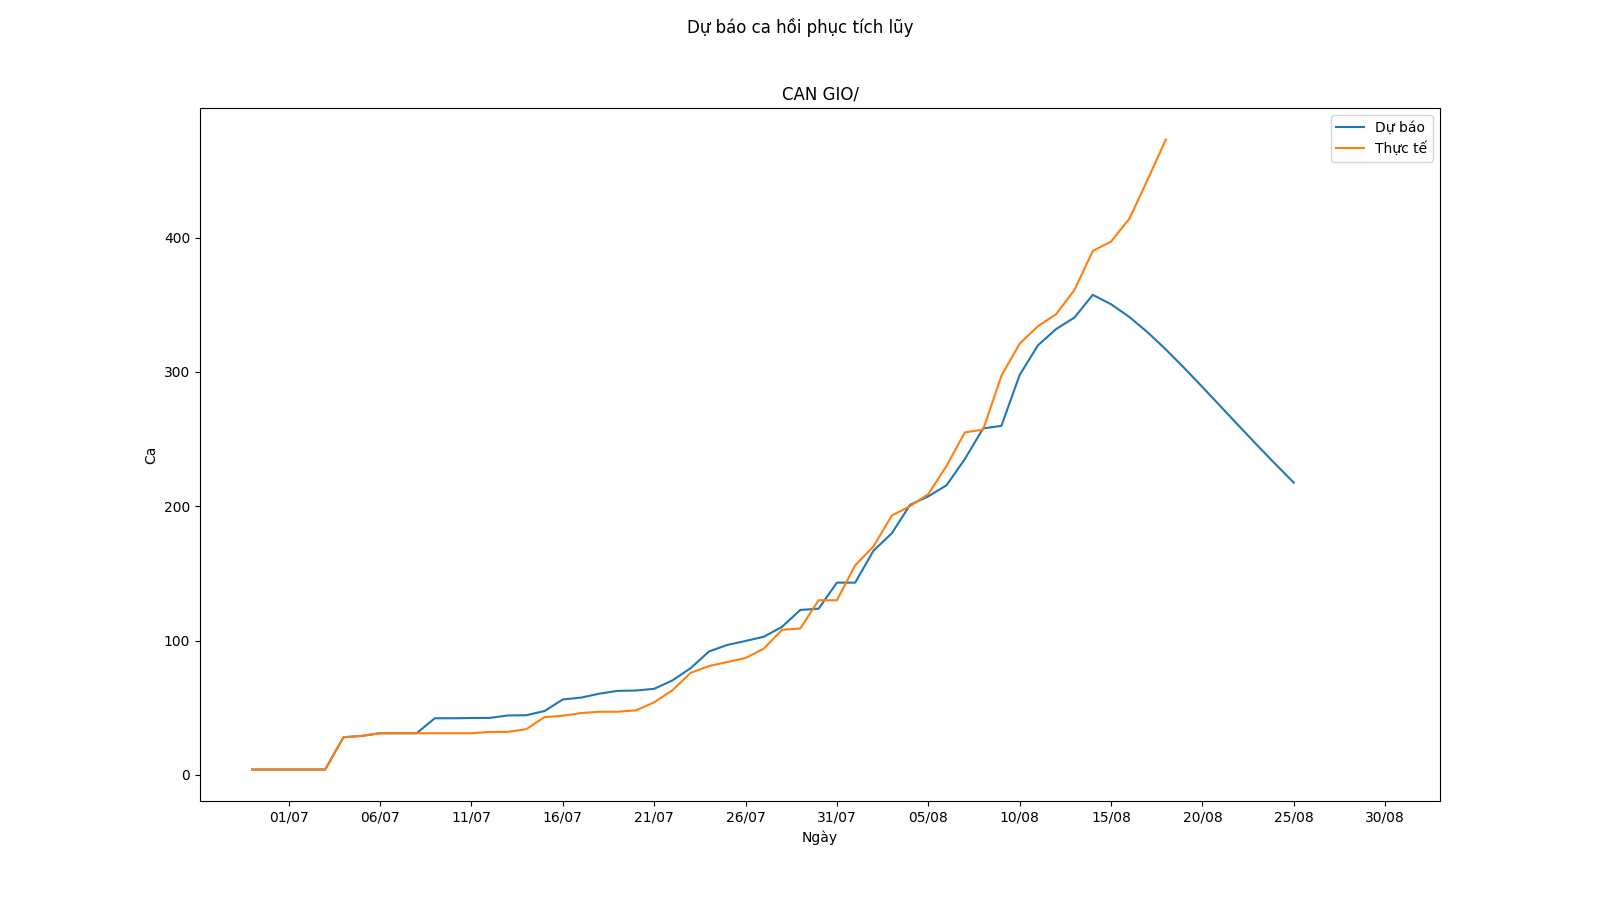 Dự báo ca hồi phục tích lũy
CAN GIO/
Dự báo
Thực tế
400
300
200
100
0
Ca
01/07 06/07 11/07 16/07 21/07 26/07 31/07 05/08 10/08 15/08 20/08 25/08 30/08
Ngày